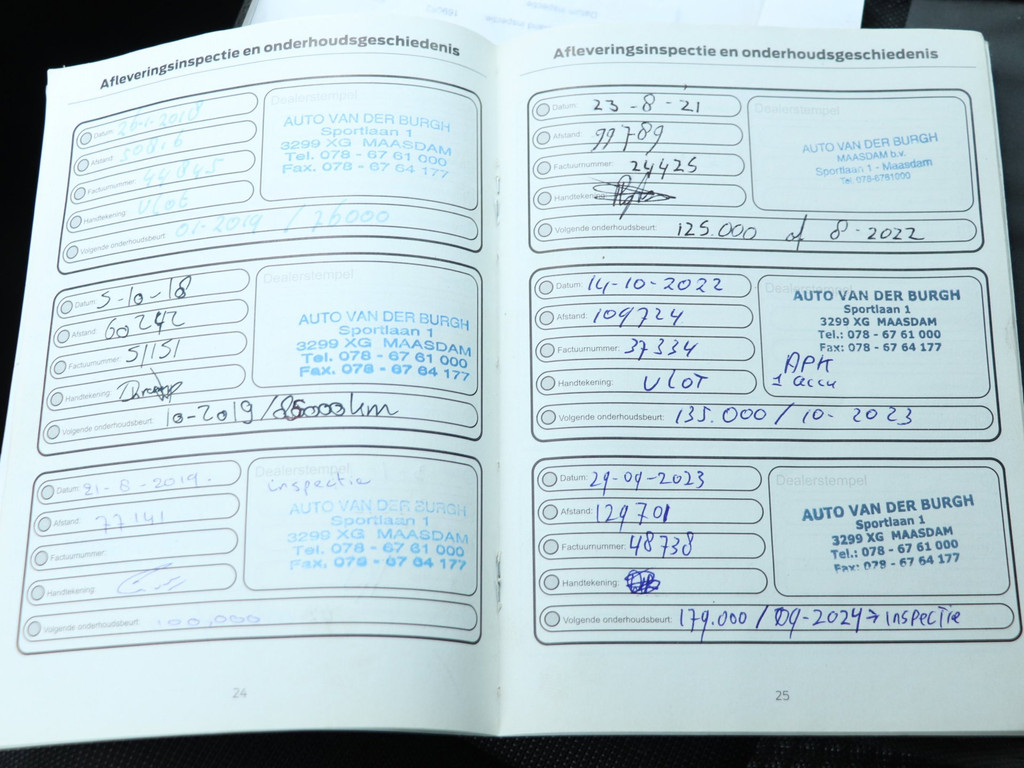 Afleveringsinspectie en onderhoudsgeschiedenis
Datum: 26-1-2018
Afstand:
Factuurnummer: 44845
Handtekening: Vlot
Volgende onderhoudsbeurt: 01-2019 / 76000
Dealerstempel
AUTO VAN DER BURGH
Sportlaan 1
3299 XG MAASDAM
Tel. 078 - 67 61 000
Fax. 078 - 67 64 177
Datum: 5-10-18
Afstand: 60242
Factuurnummer: 51151
Handtekening:
Volgende onderhoudsbeurt: 10-2019/85000km
Dealerstempel
AUTO VAN DER BURGH
Sportlaan 1
3299 XG MAASDAM
Tel. 078 - 67 61 000
Fax. 078 - 67 64 177
Datum: 21-8-2019.
Afstand: 77141
Factuurnummer:
Handtekening:
Volgende onderhoudsbeurt: 100,000
Dealerstempel
inspectie
AUTO VAN DER BURGH
Sportlaan 1
3299 XG MAASDAM
Tel. 078 - 67 61 000
Fax. 078 - 67 64 177
24
Afleveringsinspectie en onderhoudsgeschiedenis
Datum: 23-8-21
Afstand: 99789
Factuurnummer: 24425
Handtekening:
Volgende onderhoudsbeurt: 125.000 of 8-2022
Dealerstempel
AUTO VAN DER BURGH
MAASDAM b.v.
Sportlaan 1 - Maasdam
Tel. 078-6761000
Datum: 14-10-2022
Afstand: 109724
Factuurnummer: 37334
Handtekening: VLOT
Volgende onderhoudsbeurt: 135.000 / 10-2023
Dealerstempel
AUTO VAN DER BURGH
Sportlaan 1
3299 XG MAASDAM
Tel.: 078 - 67 61 000
Fax: 078 - 67 64 177
APK
1 accu
Datum: 29-09-2023
Afstand: 129701
Factuurnummer: 48738
Handtekening:
Volgende onderhoudsbeurt: 179.000 / 09-2024 → inspectie
Dealerstempel
AUTO VAN DER BURGH
Sportlaan 1
3299 XG MAASDAM
Tel.: 078 - 67 61 000
Fax: 078 - 67 64 177
25